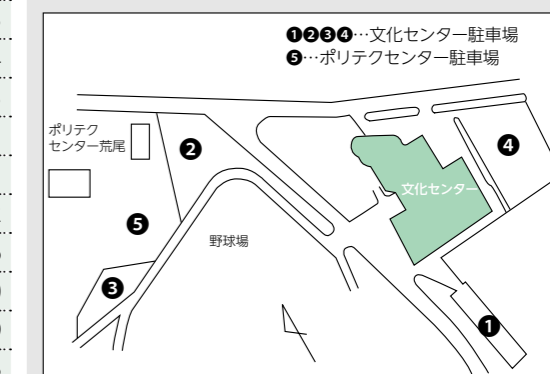 ❶❷❸❹…文化センター駐車場
❺…ポリテクセンター駐車場
ポリテク
センター荒尾
❷
❹
文化センター
❺
野球場
❸
❶